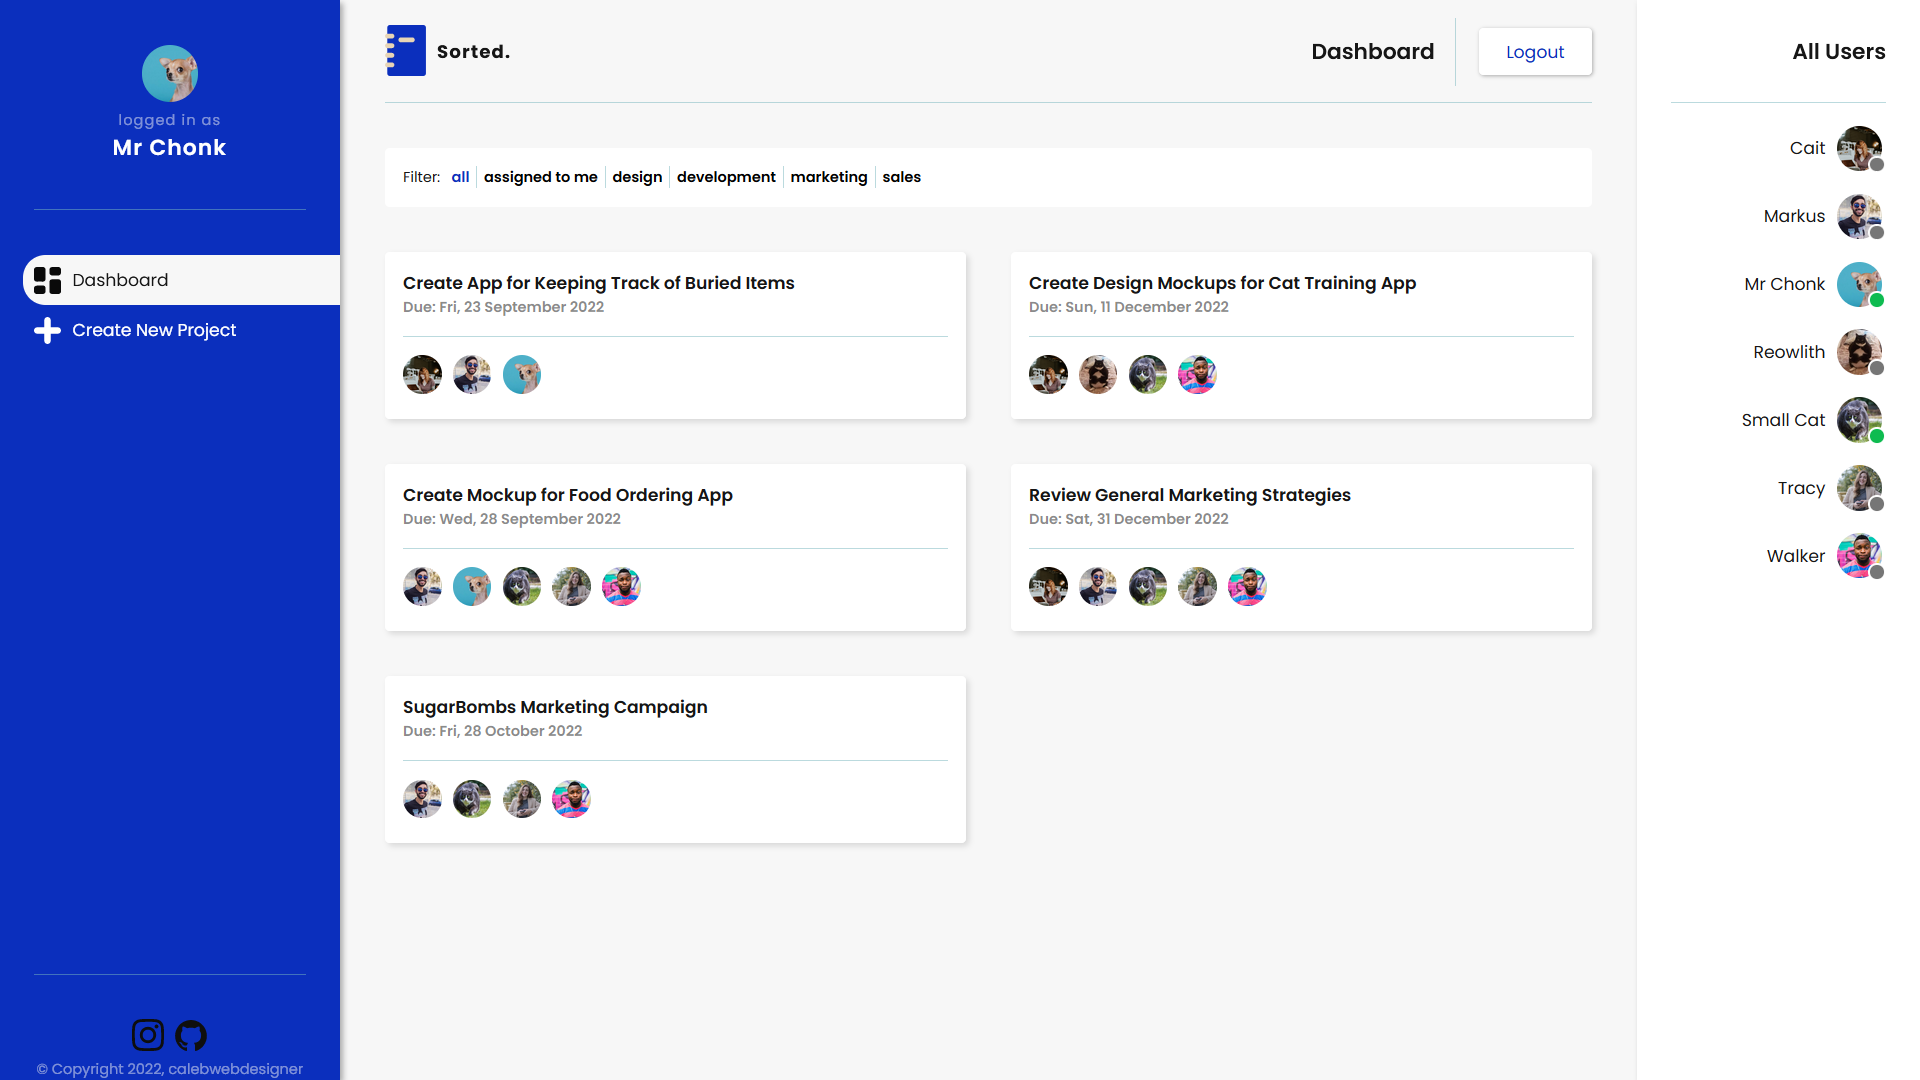 logged in as
Mr Chonk
Dashboard
Create New Project
© Copyright 2022, calebwebdesigner
Sorted.
Dashboard
Logout
Filter: all assigned to me design development marketing sales
Create App for Keeping Track of Buried Items
Due: Fri, 23 September 2022
Create Design Mockups for Cat Training App
Due: Sun, 11 December 2022
Create Mockup for Food Ordering App
Due: Wed, 28 September 2022
Review General Marketing Strategies
Due: Sat, 31 December 2022
SugarBombs Marketing Campaign
Due: Fri, 28 October 2022
All Users
Cait
Markus
Mr Chonk
Reowlith
Small Cat
Tracy
Walker